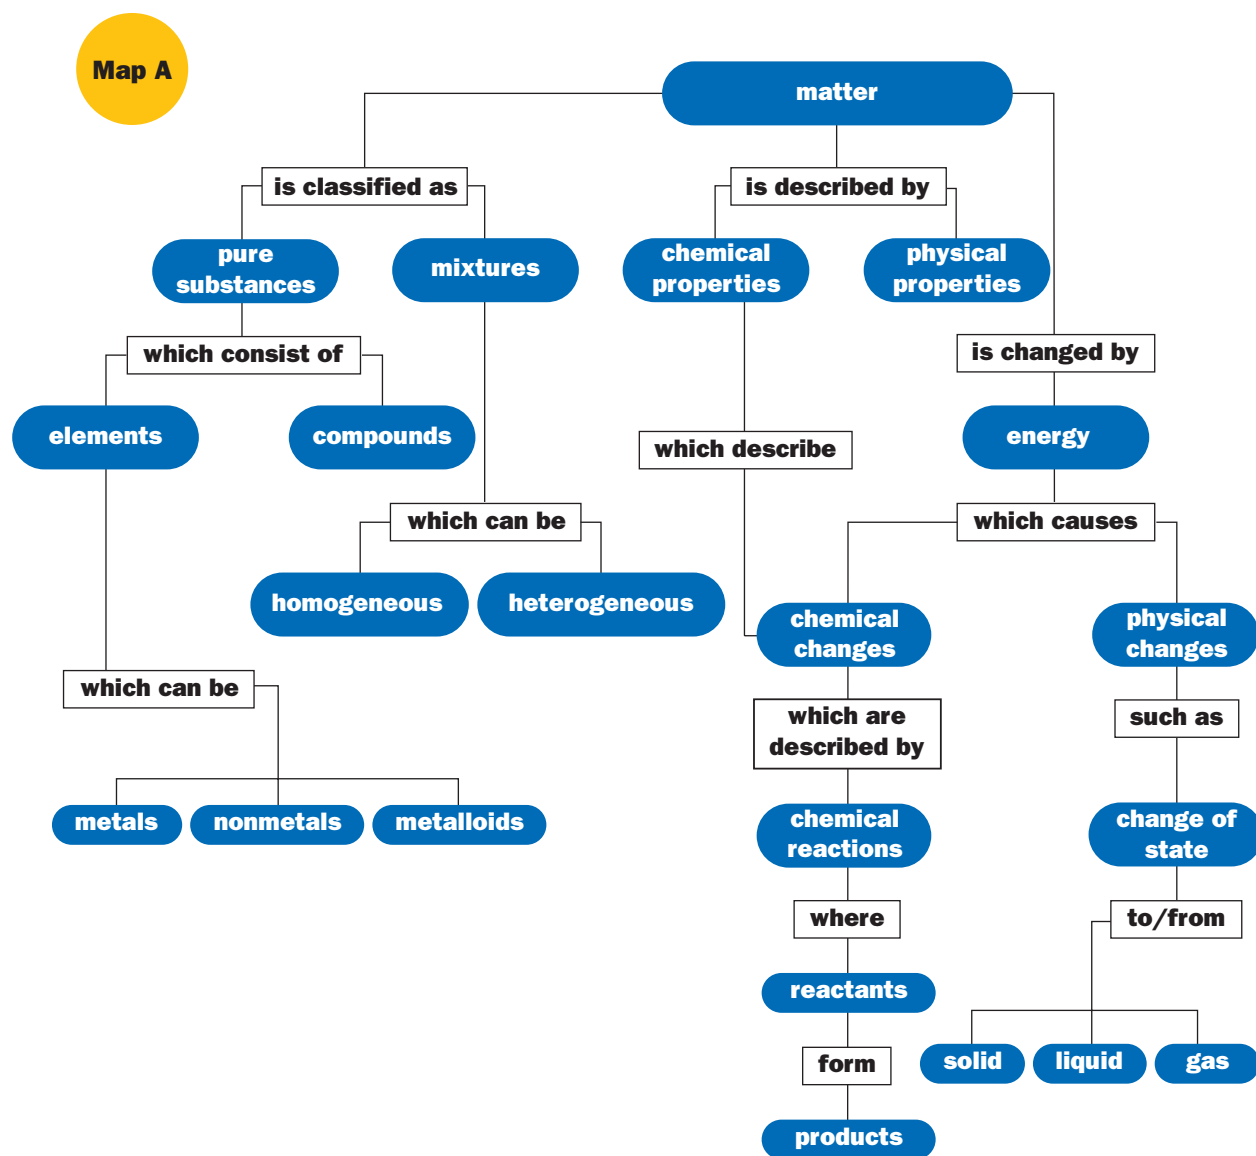 Map A
matter
is classified as
is described by
pure
substances
mixtures
chemical
properties
physical
properties
which consist of
is changed by
elements
compounds
which describe
energy
which can be
which causes
homogeneous
heterogeneous
chemical
changes
physical
changes
which can be
which are
described by
such as
metals
nonmetals
metalloids
chemical
reactions
change of
state
where
to/from
reactants
solid
liquid
gas
form
products